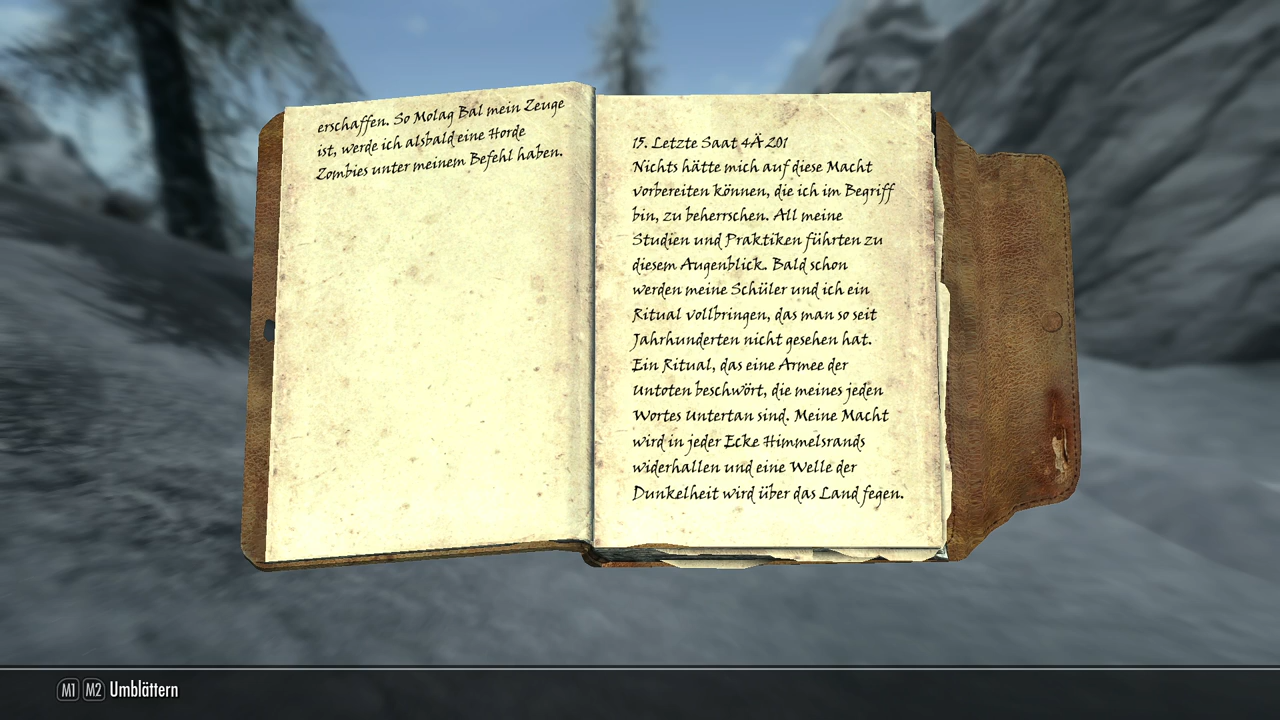 erschaffen. So Molag Bal mein Zeuge
ist, werde ich alsbald eine Horde
Zombies unter meinem Befehl haben.
15. Letzte Saat 4Ä 201
Nichts hätte mich auf diese Macht
vorbereiten können, die ich im Begriff
bin, zu beherrschen. All meine
Studien und Praktiken führten zu
diesem Augenblick. Bald schon
werden meine Schüler und ich ein
Ritual vollbringen, das man so seit
Jahrhunderten nicht gesehen hat.
Ein Ritual, das eine Armee der
Untoten beschwört, die meines jeden
Wortes Untertan sind. Meine Macht
wird in jeder Ecke Himmelsrands
widerhallen und eine Welle der
Dunkelheit wird über das Land fegen.
M1 M2 Umblättern